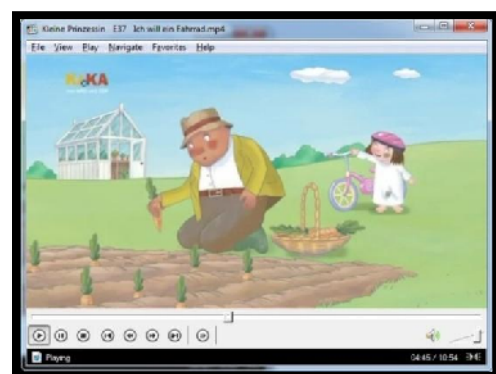 Kleine Prinzessin E37 Ich will ein Fahrrad.mp4
File View Play Navigate Favorites Help
KiKA
Playing
04:45 / 10:54